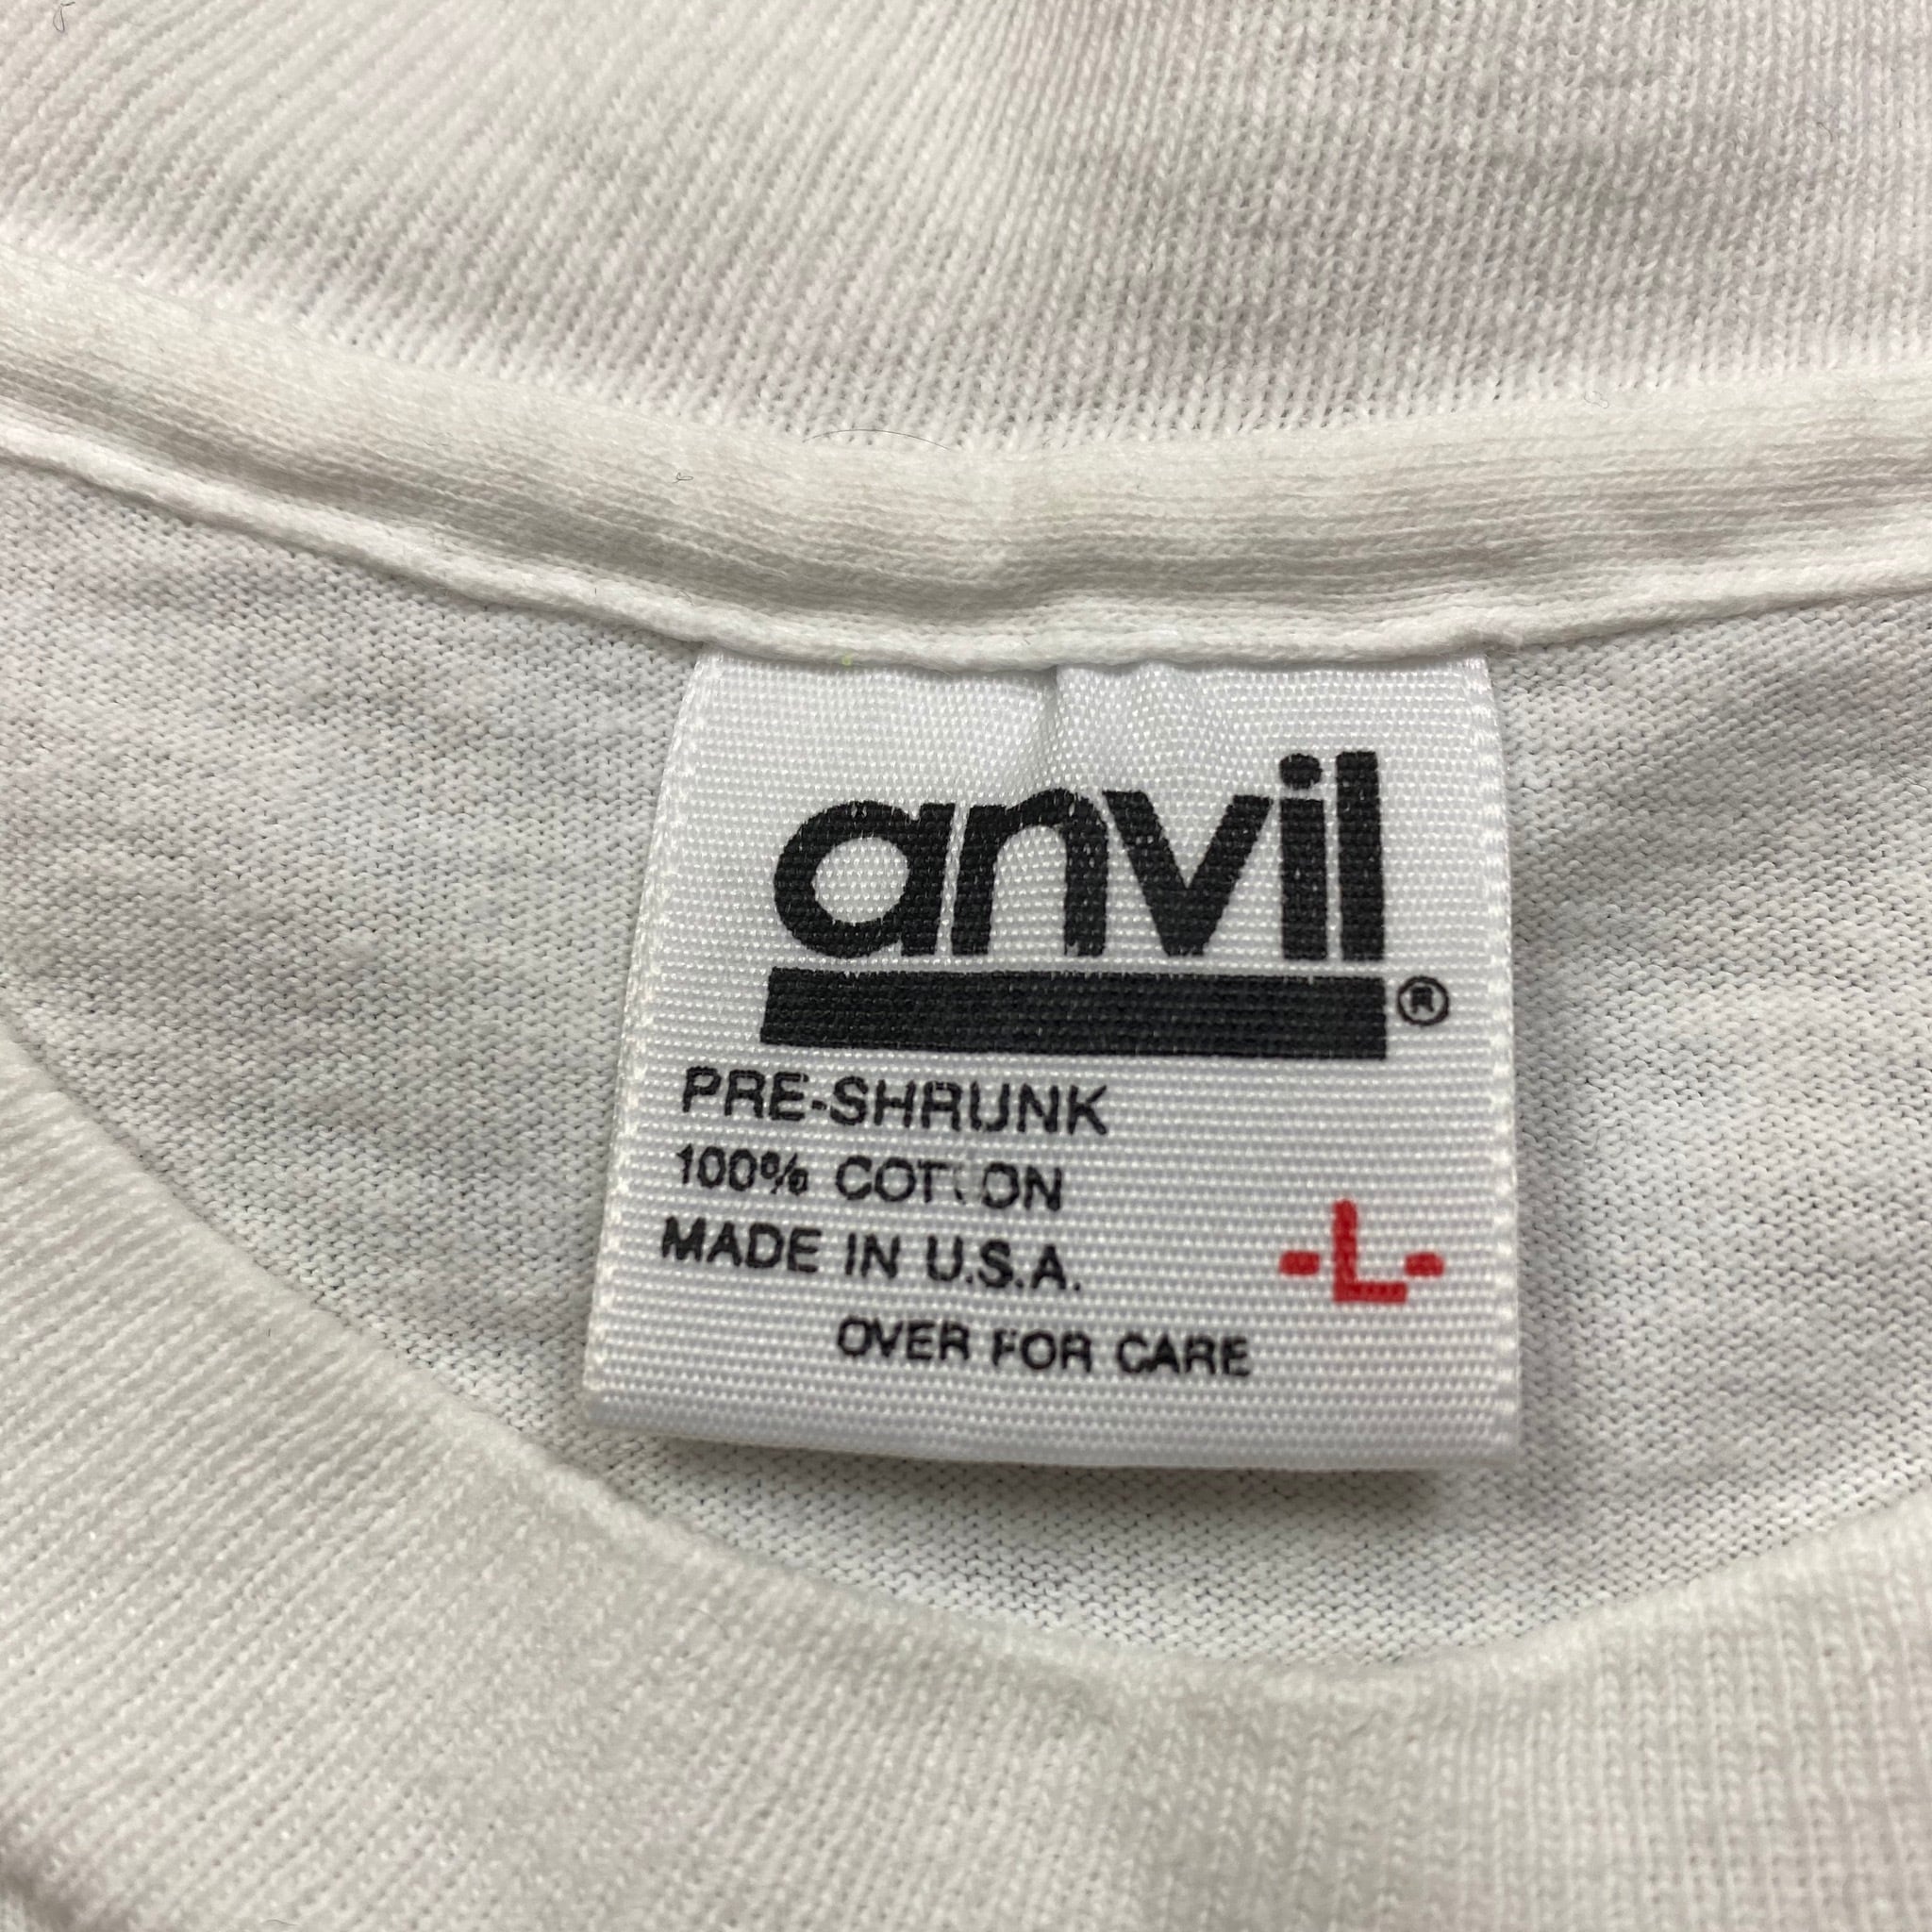 anvil®
PRE-SHRUNK
100% COTTON
MADE IN U.S.A.
-L-
OVER FOR CARE